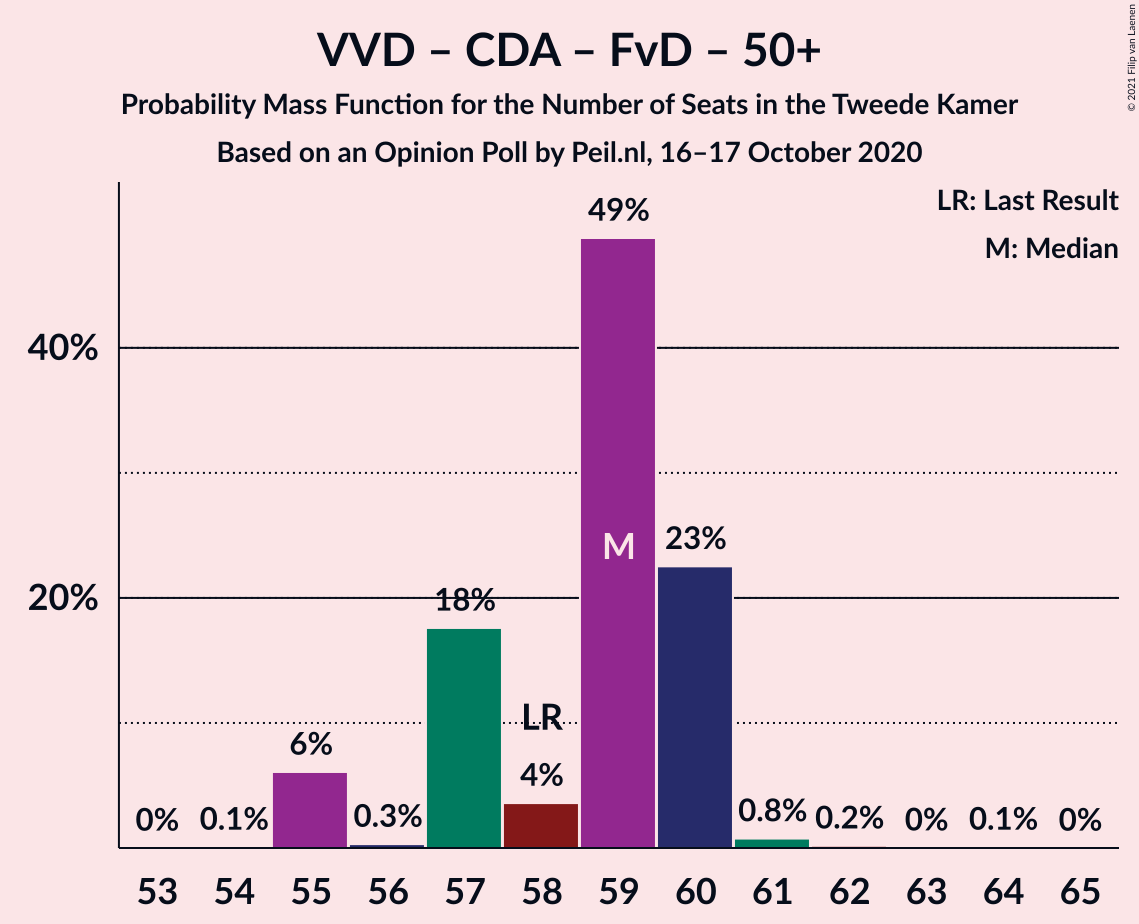 VVD – CDA – FvD – 50+
Probability Mass Function for the Number of Seats in the Tweede Kamer
Based on an Opinion Poll by Peil.nl, 16–17 October 2020
© 2021 Filip van Laenen
LR: Last Result
M: Median
40%
20%
0%
0.1%
6%
0.3%
18%
LR
4%
49%
M
23%
0.8%
0.2%
0%
0.1%
0%
53 54 55 56 57 58 59 60 61 62 63 64 65